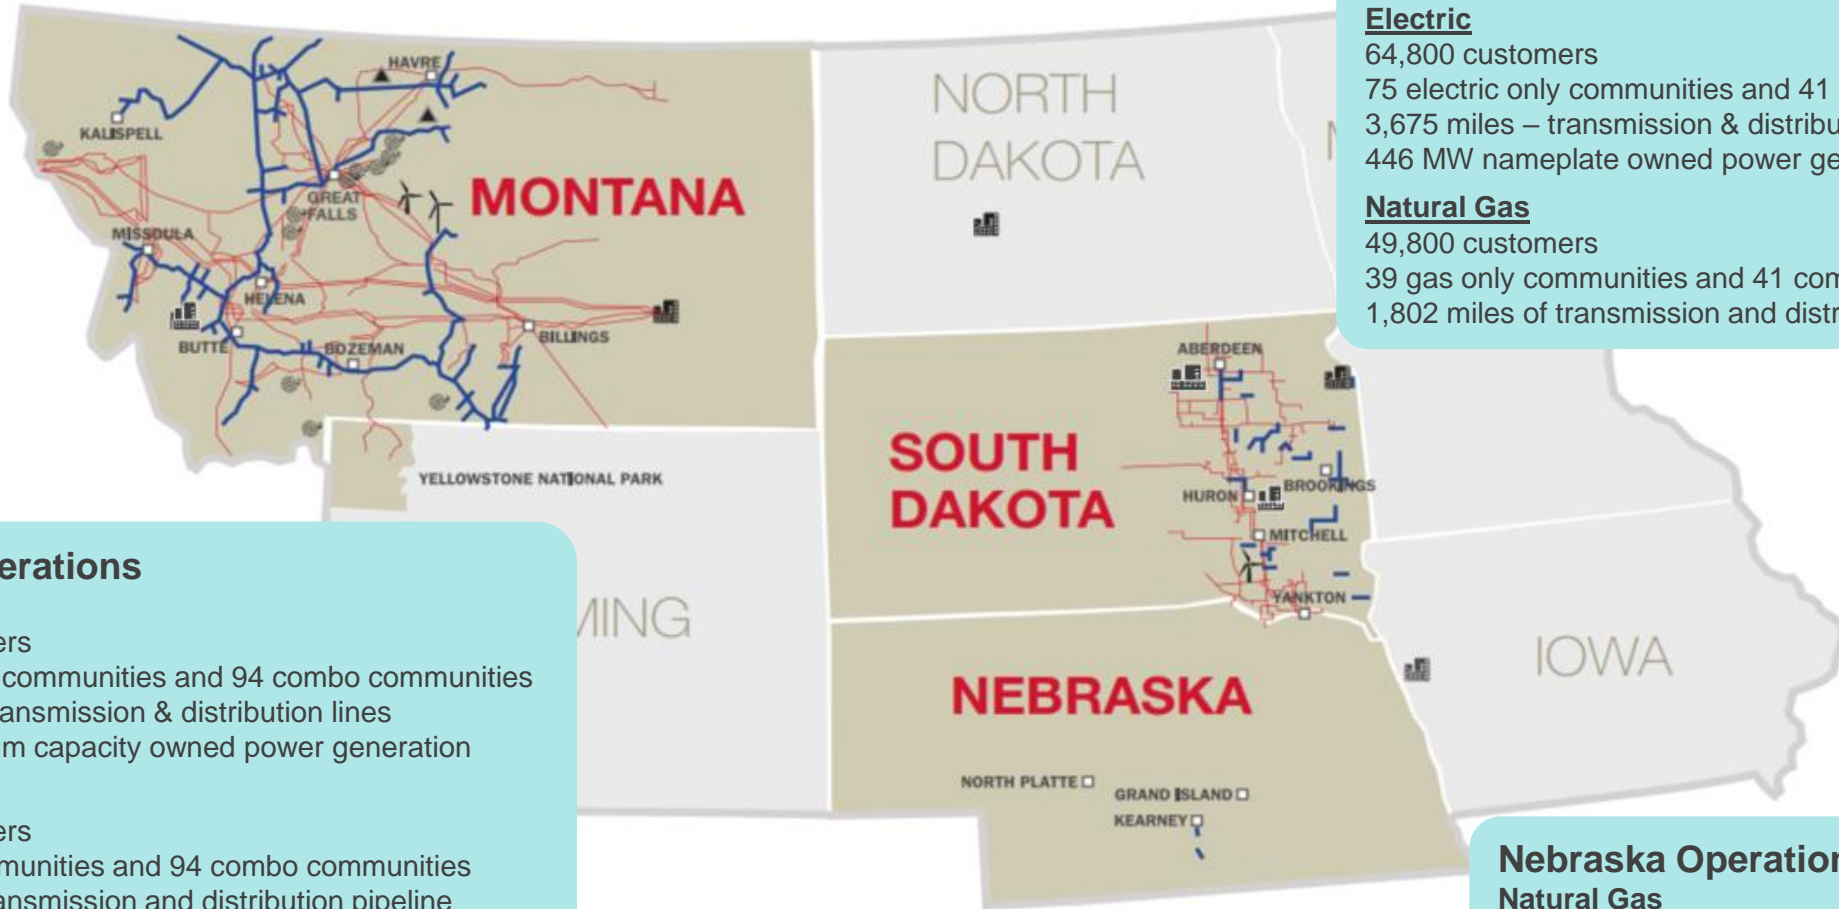 Electric
64,800 customers
75 electric only communities and 41
3,675 miles – transmission & distribu
446 MW nameplate owned power ge
Natural Gas
49,800 customers
39 gas only communities and 41 com
1,802 miles of transmission and distr
HAVRE
KALISPELL
NORTH
DAKOTA
MONTANA
GREAT
FALLS
MISSOULA
HELENA
BUTTE
BOZEMAN
BILLINGS
ABERDEEN
SOUTH
DAKOTA
YELLOWSTONE NATIONAL PARK
HURON
BROOKINGS
MITCHELL
YANKTON
erations
ers
communities and 94 combo communities
ansmission & distribution lines
m capacity owned power generation
ers
munities and 94 combo communities
ansmission and distribution pipeline
MING
IOWA
NEBRASKA
NORTH PLATTE
GRAND ISLAND
KEARNEY
Nebraska Operation
Natural Gas